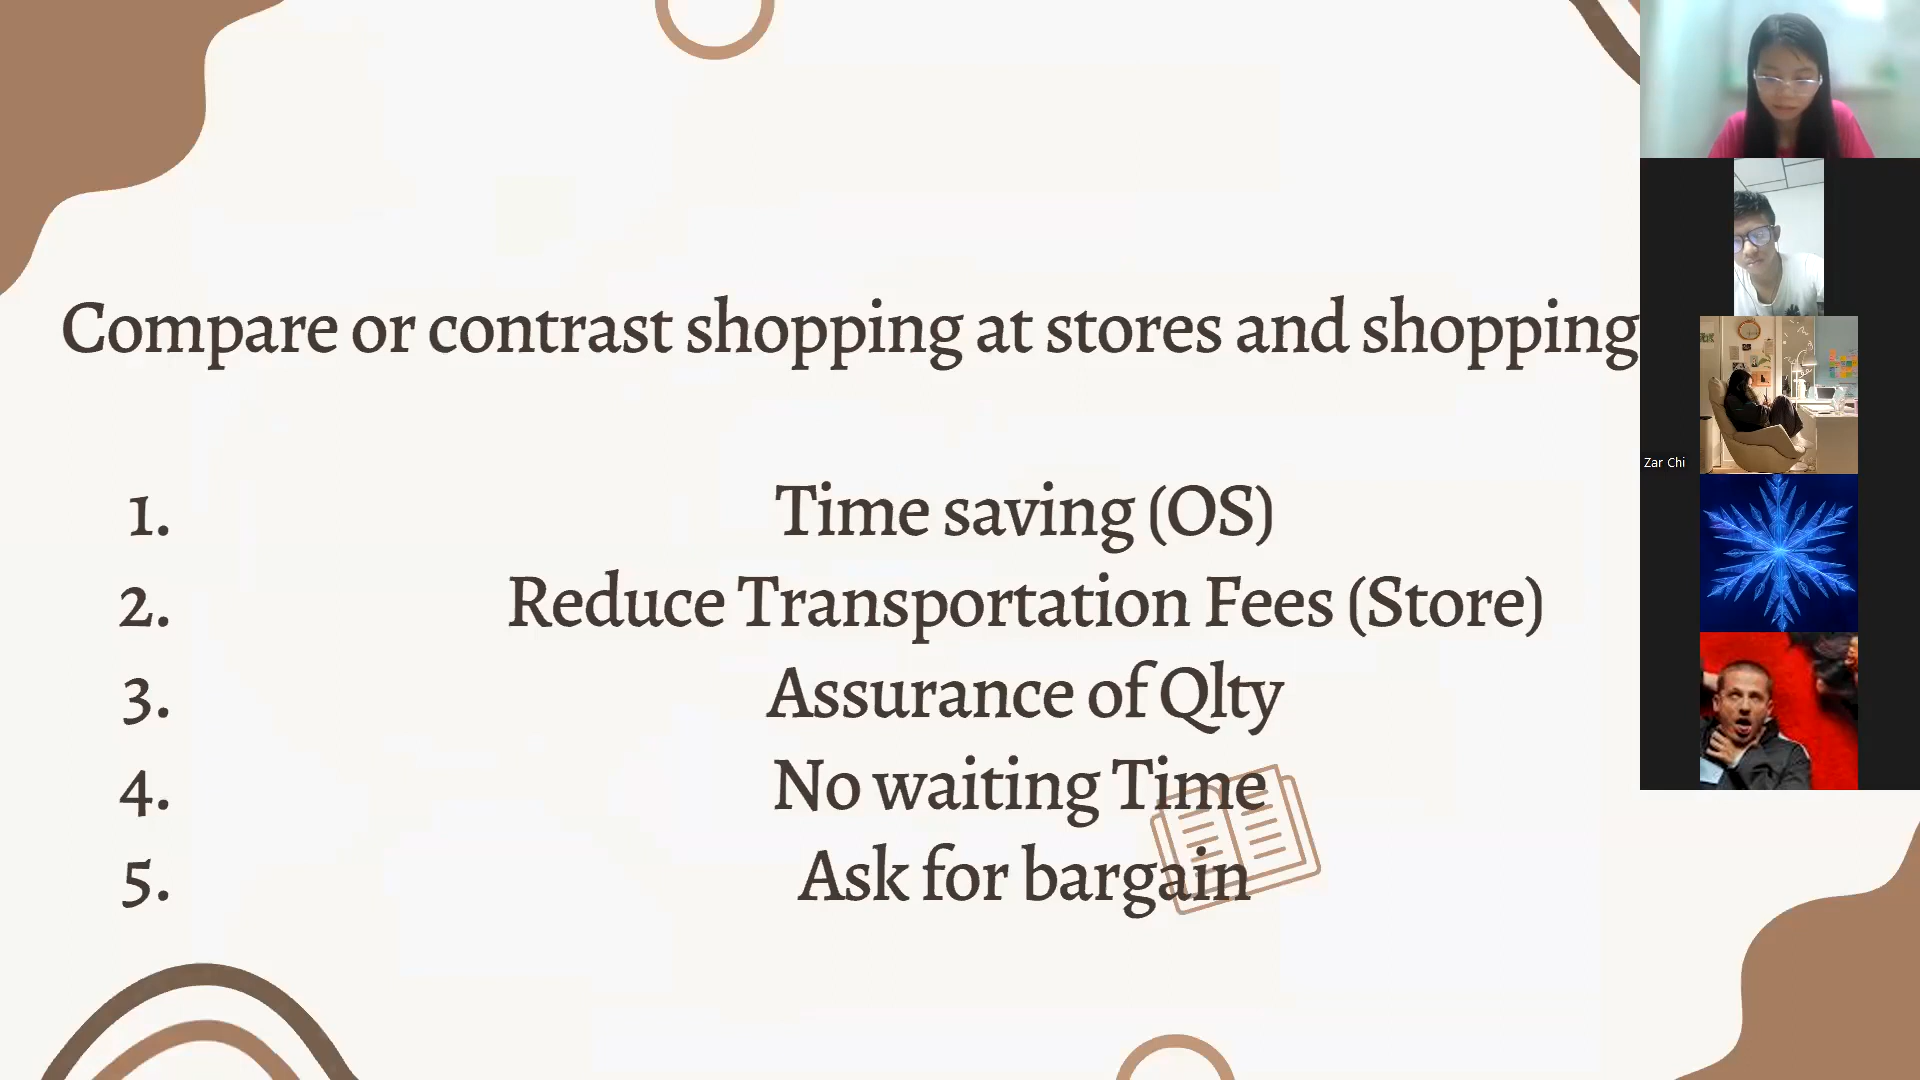 Compare or contrast shopping at stores and shopping
1. Time saving (OS)
2. Reduce Transportation Fees (Store)
3. Assurance of Qlty
4. No waiting Time
5. Ask for bargain
Zar Chi